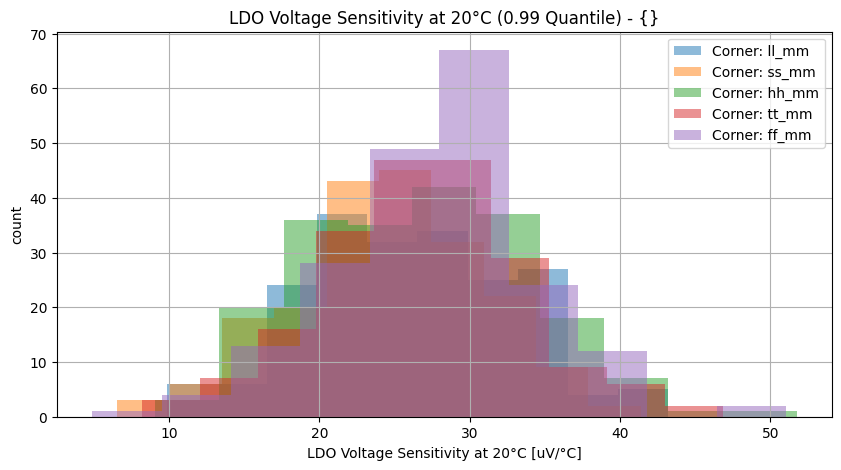 LDO Voltage Sensitivity at 20°C (0.99 Quantile) - {}
Corner: ll_mm
Corner: ss_mm
Corner: hh_mm
Corner: tt_mm
Corner: ff_mm
70
60
50
40
30
20
10
0
count
10
20
30
40
50
LDO Voltage Sensitivity at 20°C [uV/°C]